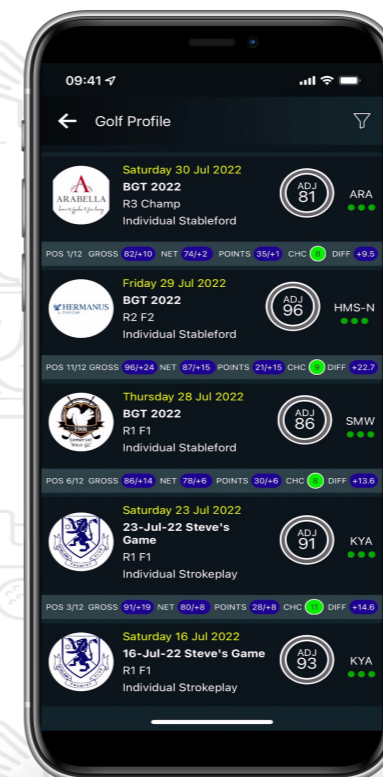 09:41
Golf Profile
Saturday 30 Jul 2022
BGT 2022
R3 Champ
Individual Stableford
ARABELLA
ADJ
81
ARA
POS 1/12 GROSS 82/+10 NET 74/+2 POINTS 35/+1 CHC 8 DIFF +9.5
Friday 29 Jul 2022
BGT 2022
R2 F2
Individual Stableford
HERMANUS
ADJ
96
HMS-N
POS 11/12 GROSS 96/+24 NET 87/+15 POINTS 21/+15 CHC 9 DIFF +22.7
Thursday 28 Jul 2022
BGT 2022
R1 F1
Individual Stableford
Somerset
West GC
ADJ
86
SMW
POS 6/12 GROSS 86/+14 NET 78/+6 POINTS 30/+6 CHC 8 DIFF +13.6
Saturday 23 Jul 2022
23-Jul-22 Steve's
Game
R1 F1
Individual Strokeplay
ADJ
91
KYA
POS 3/12 GROSS 91/+19 NET 80/+8 POINTS 28/+8 CHC 11 DIFF +14.6
Saturday 16 Jul 2022
16-Jul-22 Steve's Game
R1 F1
Individual Strokeplay
ADJ
93
KYA